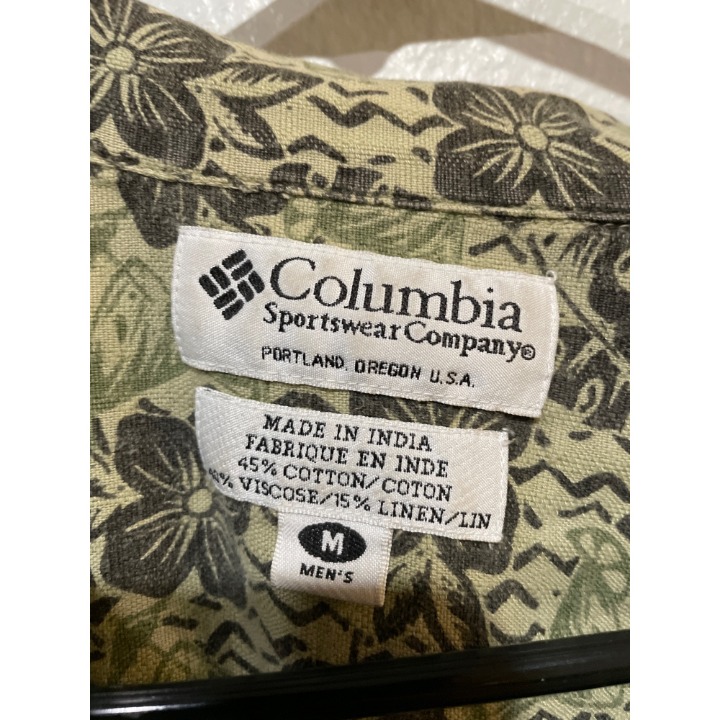 Columbia
Sportswear Company®
PORTLAND, OREGON U.S.A.
MADE IN INDIA
FABRIQUE EN INDE
45% COTTON/COTON
VISCOSE/15% LINEN/LIN
M
MEN'S